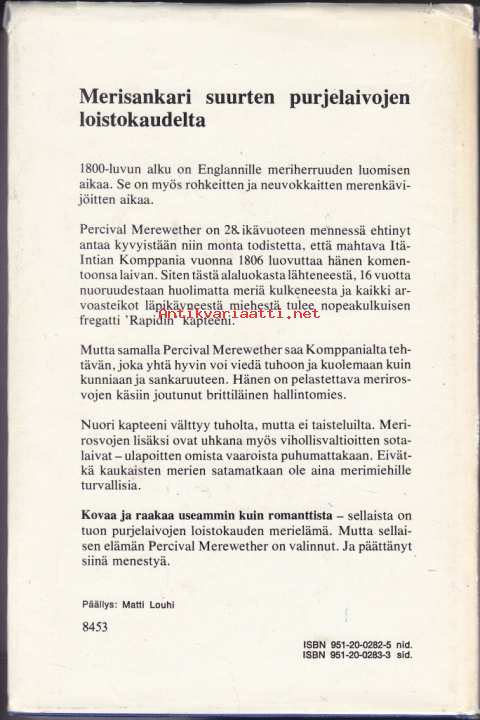 Merisankari suurten purjelaivojen
loistokaudelta
1800-luvun alku on Englannille meriherruuden luomisen
aikaa. Se on myös rohkeitten ja neuvokkaitten merenkävi-
jöitten aikaa.
Percival Merewether on 28. ikävuoteen mennessä ehtinyt
antaa kyvyistään niin monta todistetta, että mahtava Itä-
Intian Komppania vuonna 1806 luovuttaa hänen komen-
toonsa laivan. Siten tästä alaluokasta lähteneestä, 16 vuotta
nuoruudestaan huolimatta meriä kulkeneesta ja kaikki ar-
voasteikot läpikäyneestä miehestä tulee nopeakulkuisen
fregatti 'Rapidin' kapteeni.
Antikvariaatti.net
Mutta samalla Percival Merewether saa Komppanialta teh-
tävän, joka yhtä hyvin voi viedä tuhoon ja kuolemaan kuin
kunniaan ja sankaruuteen. Hänen on pelastettava meriros-
vojen käsiin joutunut brittiläinen hallintomies.
Nuori kapteeni välttyy tuholta, mutta ei taisteluilta. Meri-
rosvojen lisäksi ovat uhkana myös vihollisvaltioitten sota-
laivat – ulapoitten omista vaaroista puhumattakaan. Eivät-
kä kaukaisten merien satamatkaan ole aina merimiehille
turvallisia.
Kovaa ja raakaa useammin kuin romanttista – sellaista on
tuon purjelaivojen loistokauden merielämä. Mutta sellai-
sen elämän Percival Merewether on valinnut. Ja päättänyt
siinä menestyä.
Päällys: Matti Louhi
8453
ISBN 951-20-0282-5 nid.
ISBN 951-20-0283-3 sid.